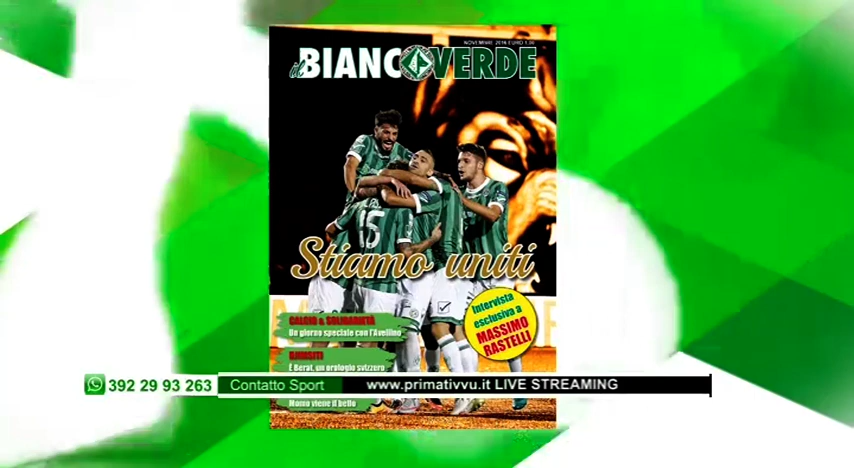 NOVEMBRE 2016 EURO 1,50
il BIANCOVERDE
15
Stiamo uniti
Intervista
esclusiva a
MASSIMO
RASTELLI
CALCIO & SOLIDARIETÀ
Un giorno speciale con l'Avellino
È Berat, un orologio svizzero
392 29 93 263
Contatto Sport
www.primativvu.it LIVE STREAMING
Momo viene il bello